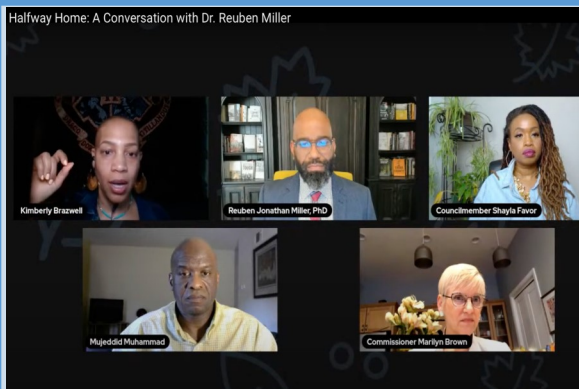 Halfway Home: A Conversation with Dr. Reuben Miller
Kimberly Brazwell
Reuben Jonathan Miller, PhD
Councilmember Shayla Favor
Mujeddid Muhammad
Commissioner Marilyn Brown